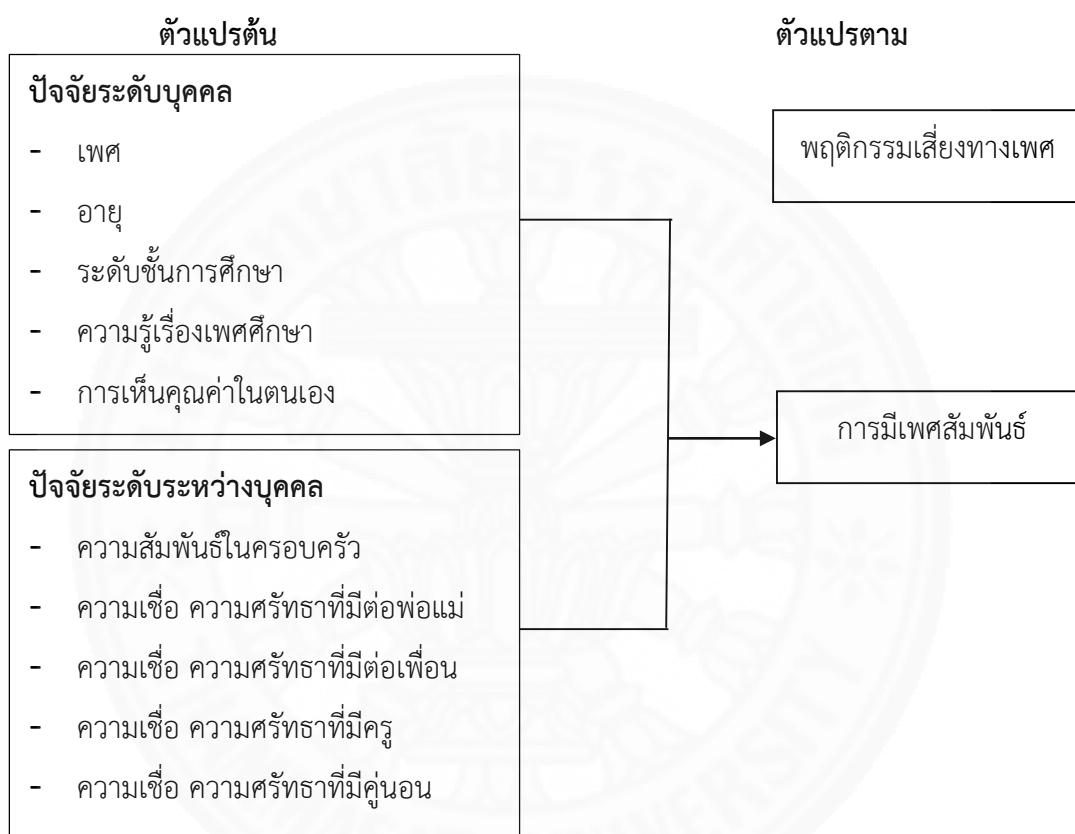 ตัวแปรต้น
ตัวแปรตาม
ปัจจัยระดับบุคคล
- เพศ
- อายุ
- ระดับชั้นการศึกษา
- ความรู้เรื่องเพศศึกษา
- การเห็นคุณค่าในตนเอง
ปัจจัยระดับระหว่างบุคคล
- ความสัมพันธ์ในครอบครัว
- ความเชื่อ ความศรัทธาที่มีต่อพ่อแม่
- ความเชื่อ ความศรัทธาที่มีต่อเพื่อน
- ความเชื่อ ความศรัทธาที่มีครู
- ความเชื่อ ความศรัทธาที่มีคู่นอน
พฤติกรรมเสี่ยงทางเพศ
การมีเพศสัมพันธ์